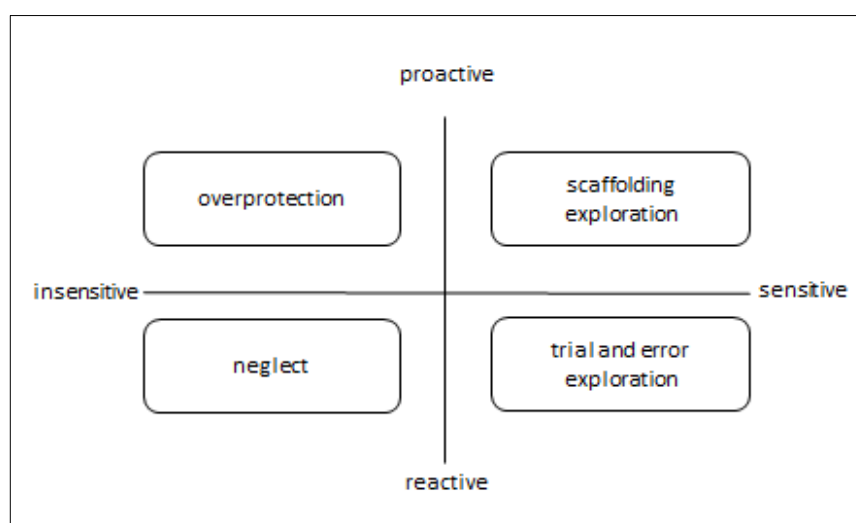 proactive
overprotection
scaffolding
exploration
insensitive
sensitive
neglect
trial and error
exploration
reactive